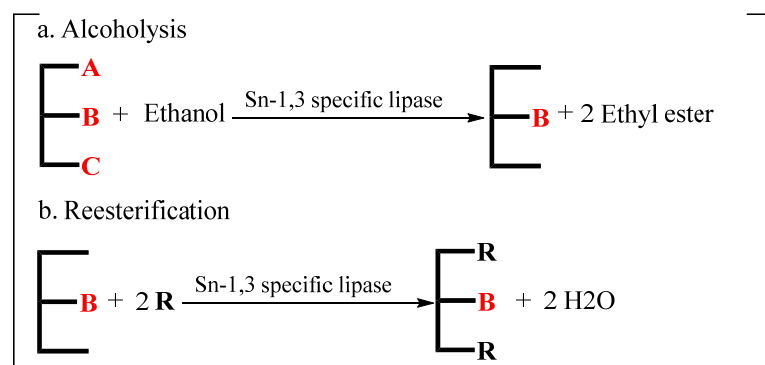 a. Alcoholysis
A
Sn-1,3 specific lipase
B + Ethanol B + 2 Ethyl ester
C
b. Reesterification
R
Sn-1,3 specific lipase
B + 2 R B + 2 H2O
R